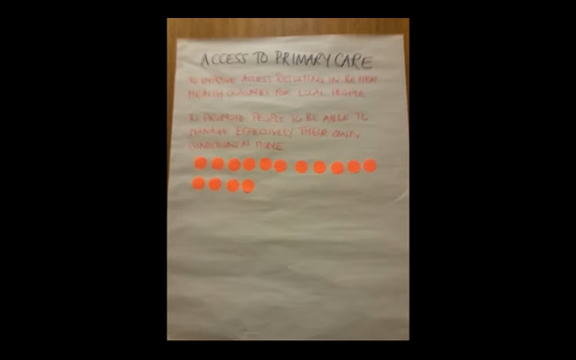 ACCESS TO PRIMARY CARE
TO IMPROVE ACCESS RESULTING IN BETTER
HEALTH OUTCOMES FOR LOCAL PEOPLE
TO PROMOTE PEOPLE TO BE ABLE TO
MANAGE EFFECTIVELY THEIR OWN
CONDITION AT HOME